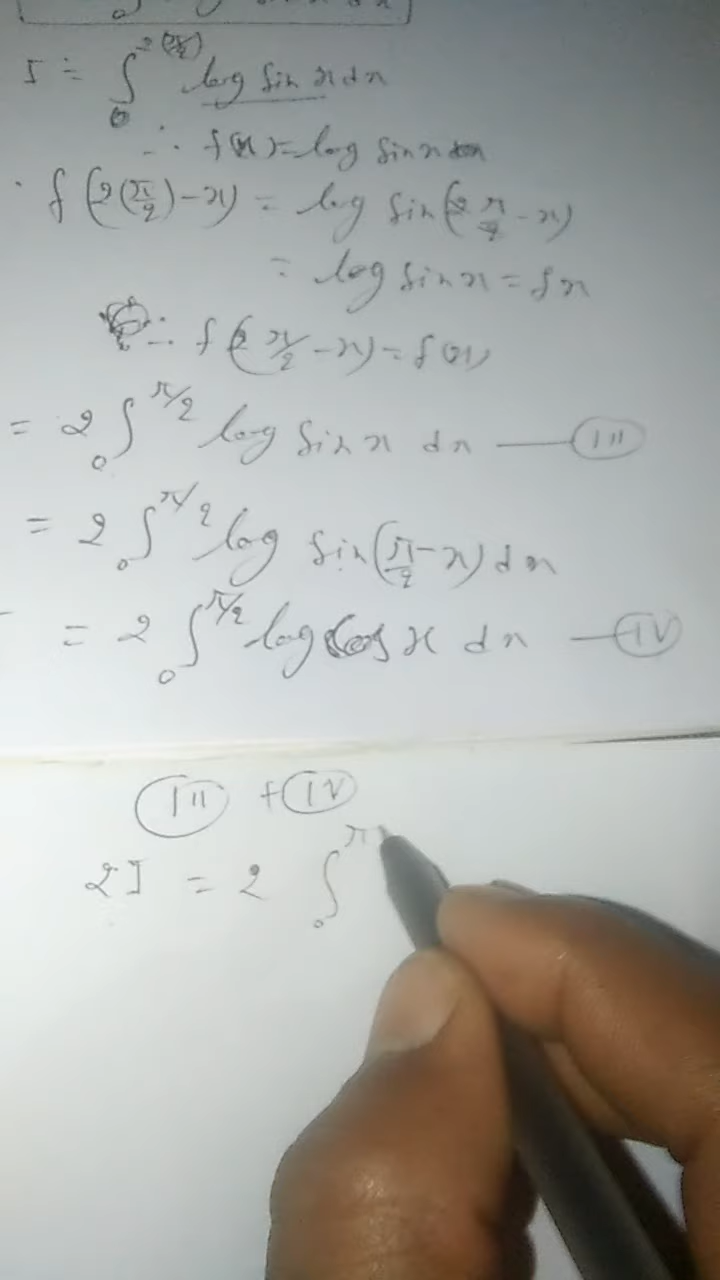 I = ∫₀^2(π/2) log sin x dx
∴ f(x) = log sin x
f(2(π/2)-x) = log sin(2 π/2 - x)
= log sin x = fx
∴ f(2 π/2 - x) = f(x)
= 2 ∫₀^π/2 log sin x dx — III
= 2 ∫₀^π/2 log sin(π/2 - x) dx
= 2 ∫₀^π/2 log cos x dx — IV
III + IV
2I = 2 ∫₀^π